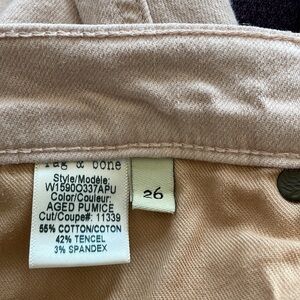 rag & bone
Style/Modèle:
W1590O337APU
Color/Couleur:
AGED PUMICE
Cut/Coupe#: 11339
55% COTTON/COTON
42% TENCEL
3% SPANDEX
26